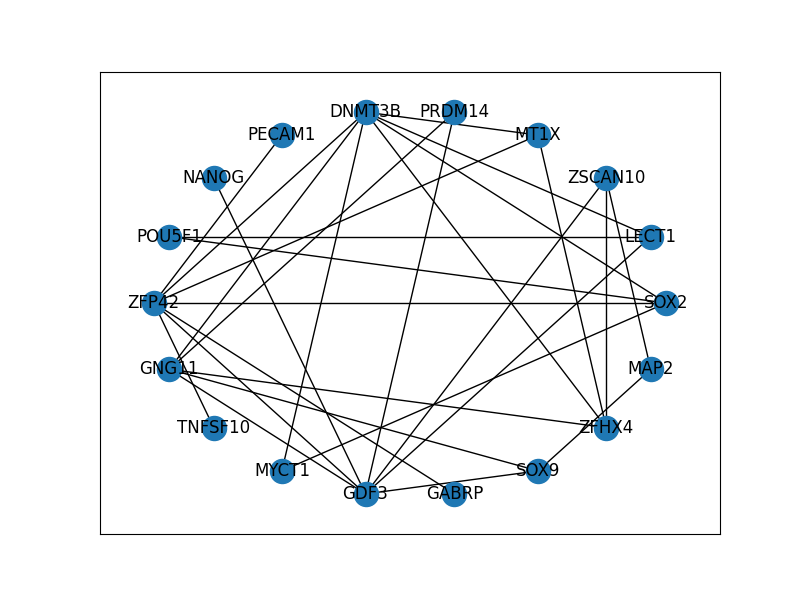 DNMT3B PRDM14
PECAM1 MT1X
NANOG ZSCAN10
POU5F1 LECT1
ZFP42 SOX2
GNG11 MAP2
TNFSF10 ZFHX4
MYCT1 SOX9
GDF3 GABRP